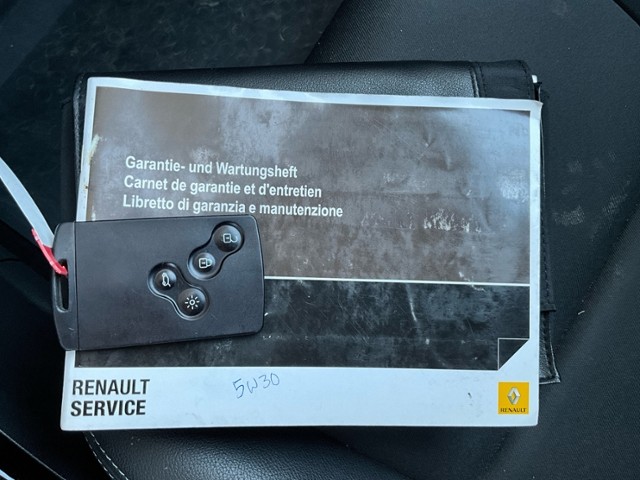 Garantie- und Wartungsheft
Carnet de garantie et d'entretien
Libretto di garanzia e manutenzione
RENAULT
SERVICE
5W30
RENAULT